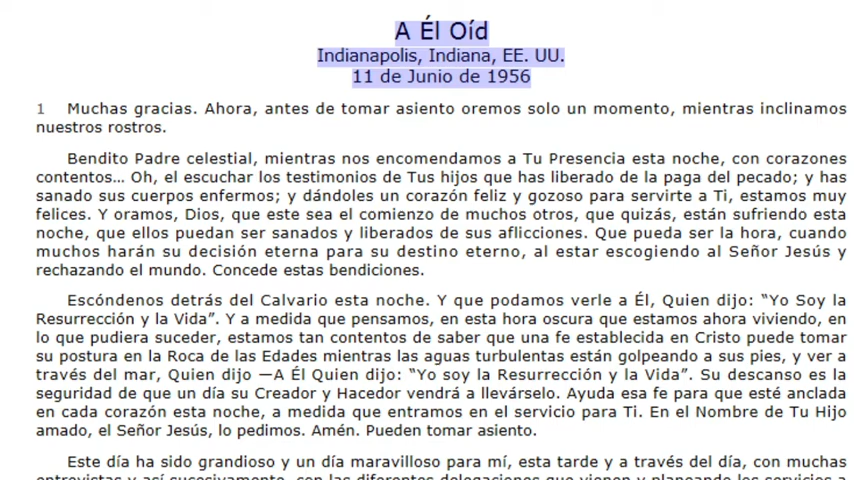 A Él Oíd
Indianapolis, Indiana, EE. UU.
11 de Junio de 1956
1 Muchas gracias. Ahora, antes de tomar asiento oremos solo un momento, mientras inclinamos
nuestros rostros.
Bendito Padre celestial, mientras nos encomendamos a Tu Presencia esta noche, con corazones
contentos... Oh, el escuchar los testimonios de Tus hijos que has liberado de la paga del pecado; y has
sanado sus cuerpos enfermos; y dándoles un corazón feliz y gozoso para servirte a Ti, estamos muy
felices. Y oramos, Dios, que este sea el comienzo de muchos otros, que quizás, están sufriendo esta
noche, que ellos puedan ser sanados y liberados de sus aflicciones. Que pueda ser la hora, cuando
muchos harán su decisión eterna para su destino eterno, al estar escogiendo al Señor Jesús y
rechazando el mundo. Concede estas bendiciones.
Escóndenos detrás del Calvario esta noche. Y que podamos verle a Él, Quien dijo: “Yo Soy la
Resurrección y la Vida”. Y a medida que pensamos, en esta hora oscura que estamos ahora viviendo, en
lo que pudiera suceder, estamos tan contentos de saber que una fe establecida en Cristo puede tomar
su postura en la Roca de las Edades mientras las aguas turbulentas están golpeando a sus pies, y ver a
través del mar, Quien dijo —A Él Quien dijo: “Yo soy la Resurrección y la Vida”. Su descanso es la
seguridad de que un día su Creador y Hacedor vendrá a llevárselo. Ayuda esa fe para que esté anclada
en cada corazón esta noche, a medida que entramos en el servicio para Ti. En el Nombre de Tu Hijo
amado, el Señor Jesús, lo pedimos. Amén. Pueden tomar asiento.
Este día ha sido grandioso y un día maravilloso para mí, esta tarde y a través del día, con muchas
entrevistas y así sucesivamente, con las diferentes delegaciones que vienen y planeando los servicios a